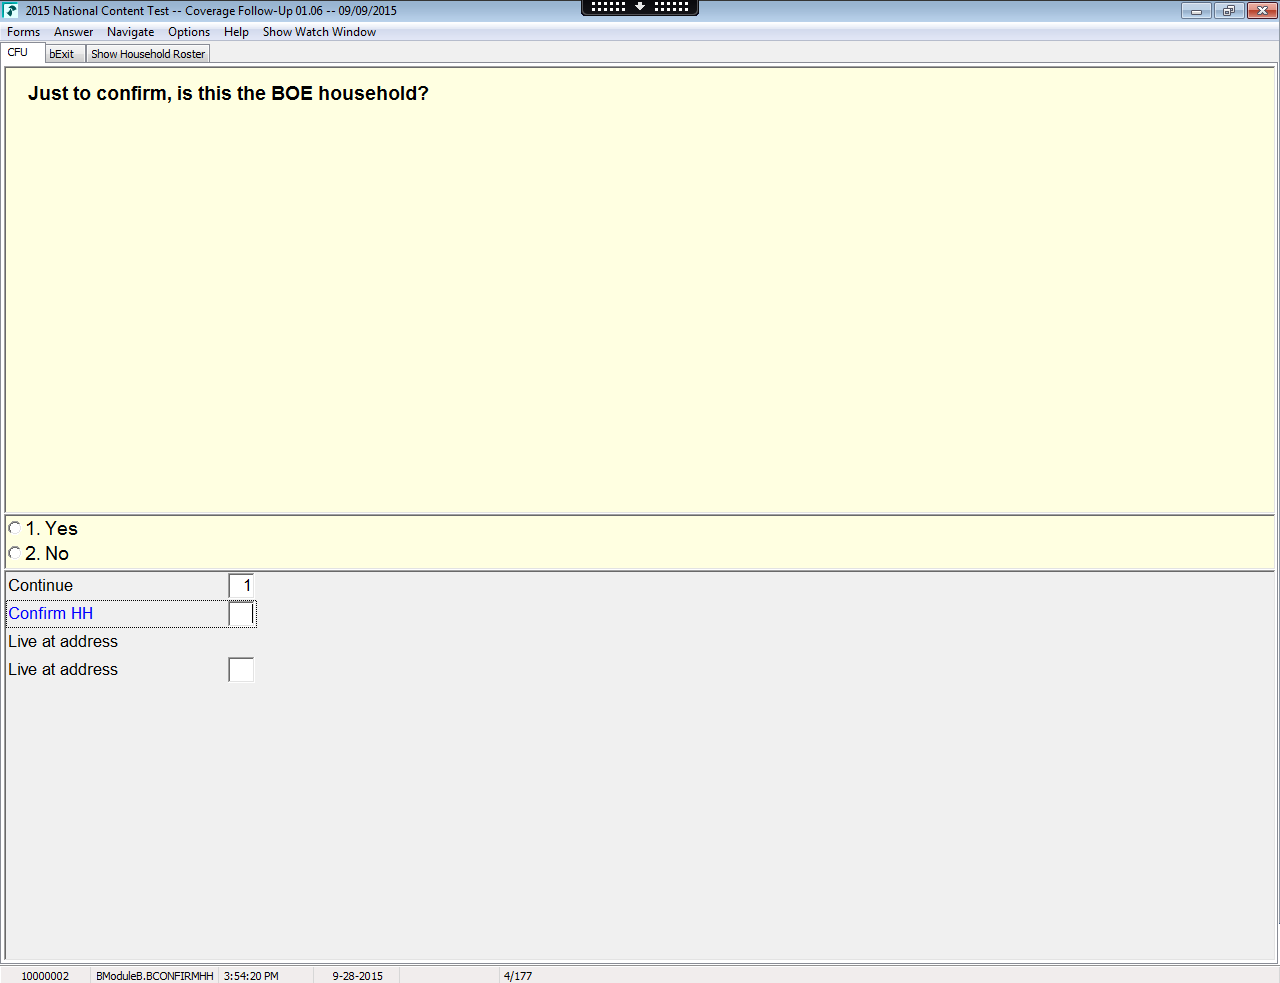 2015 National Content Test -- Coverage Follow-Up 01.06 -- 09/09/2015
Forms Answer Navigate Options Help Show Watch Window
CFU bExit Show Household Roster
Just to confirm, is this the BOE household?
1. Yes
2. No
Continue 1
Confirm HH
Live at address
Live at address
10000002 BModuleB.BCONFIRMHH 3:54:20 PM 9-28-2015 4/177